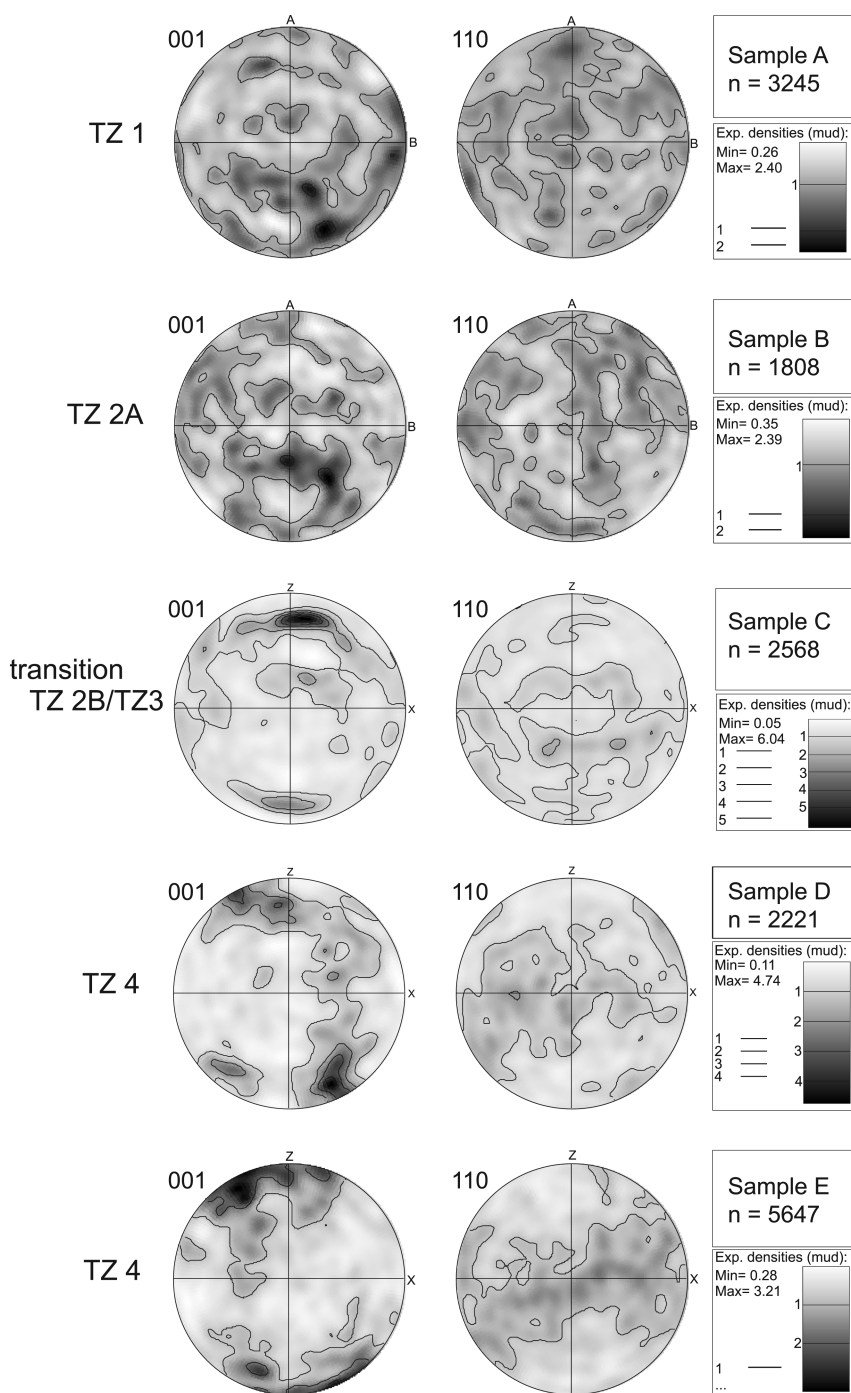 001
A
B
110
A
B
TZ 1
Sample A
n = 3245
Exp. densities (mud):
Min= 0.26
Max= 2.40
1
1
2
001
A
B
110
A
B
TZ 2A
Sample B
n = 1808
Exp. densities (mud):
Min= 0.35
Max= 2.39
1
1
2
001
Z
X
110
Z
X
transition
TZ 2B/TZ3
Sample C
n = 2568
Exp. densities (mud):
Min= 0.05
Max= 6.04
1
2
3
4
5
1
2
3
4
5
001
Z
X
110
Z
X
TZ 4
Sample D
n = 2221
Exp. densities (mud):
Min= 0.11
Max= 4.74
1
2
3
4
1
2
3
4
001
Z
X
110
Z
X
TZ 4
Sample E
n = 5647
Exp. densities (mud):
Min= 0.28
Max= 3.21
1
2
1
...